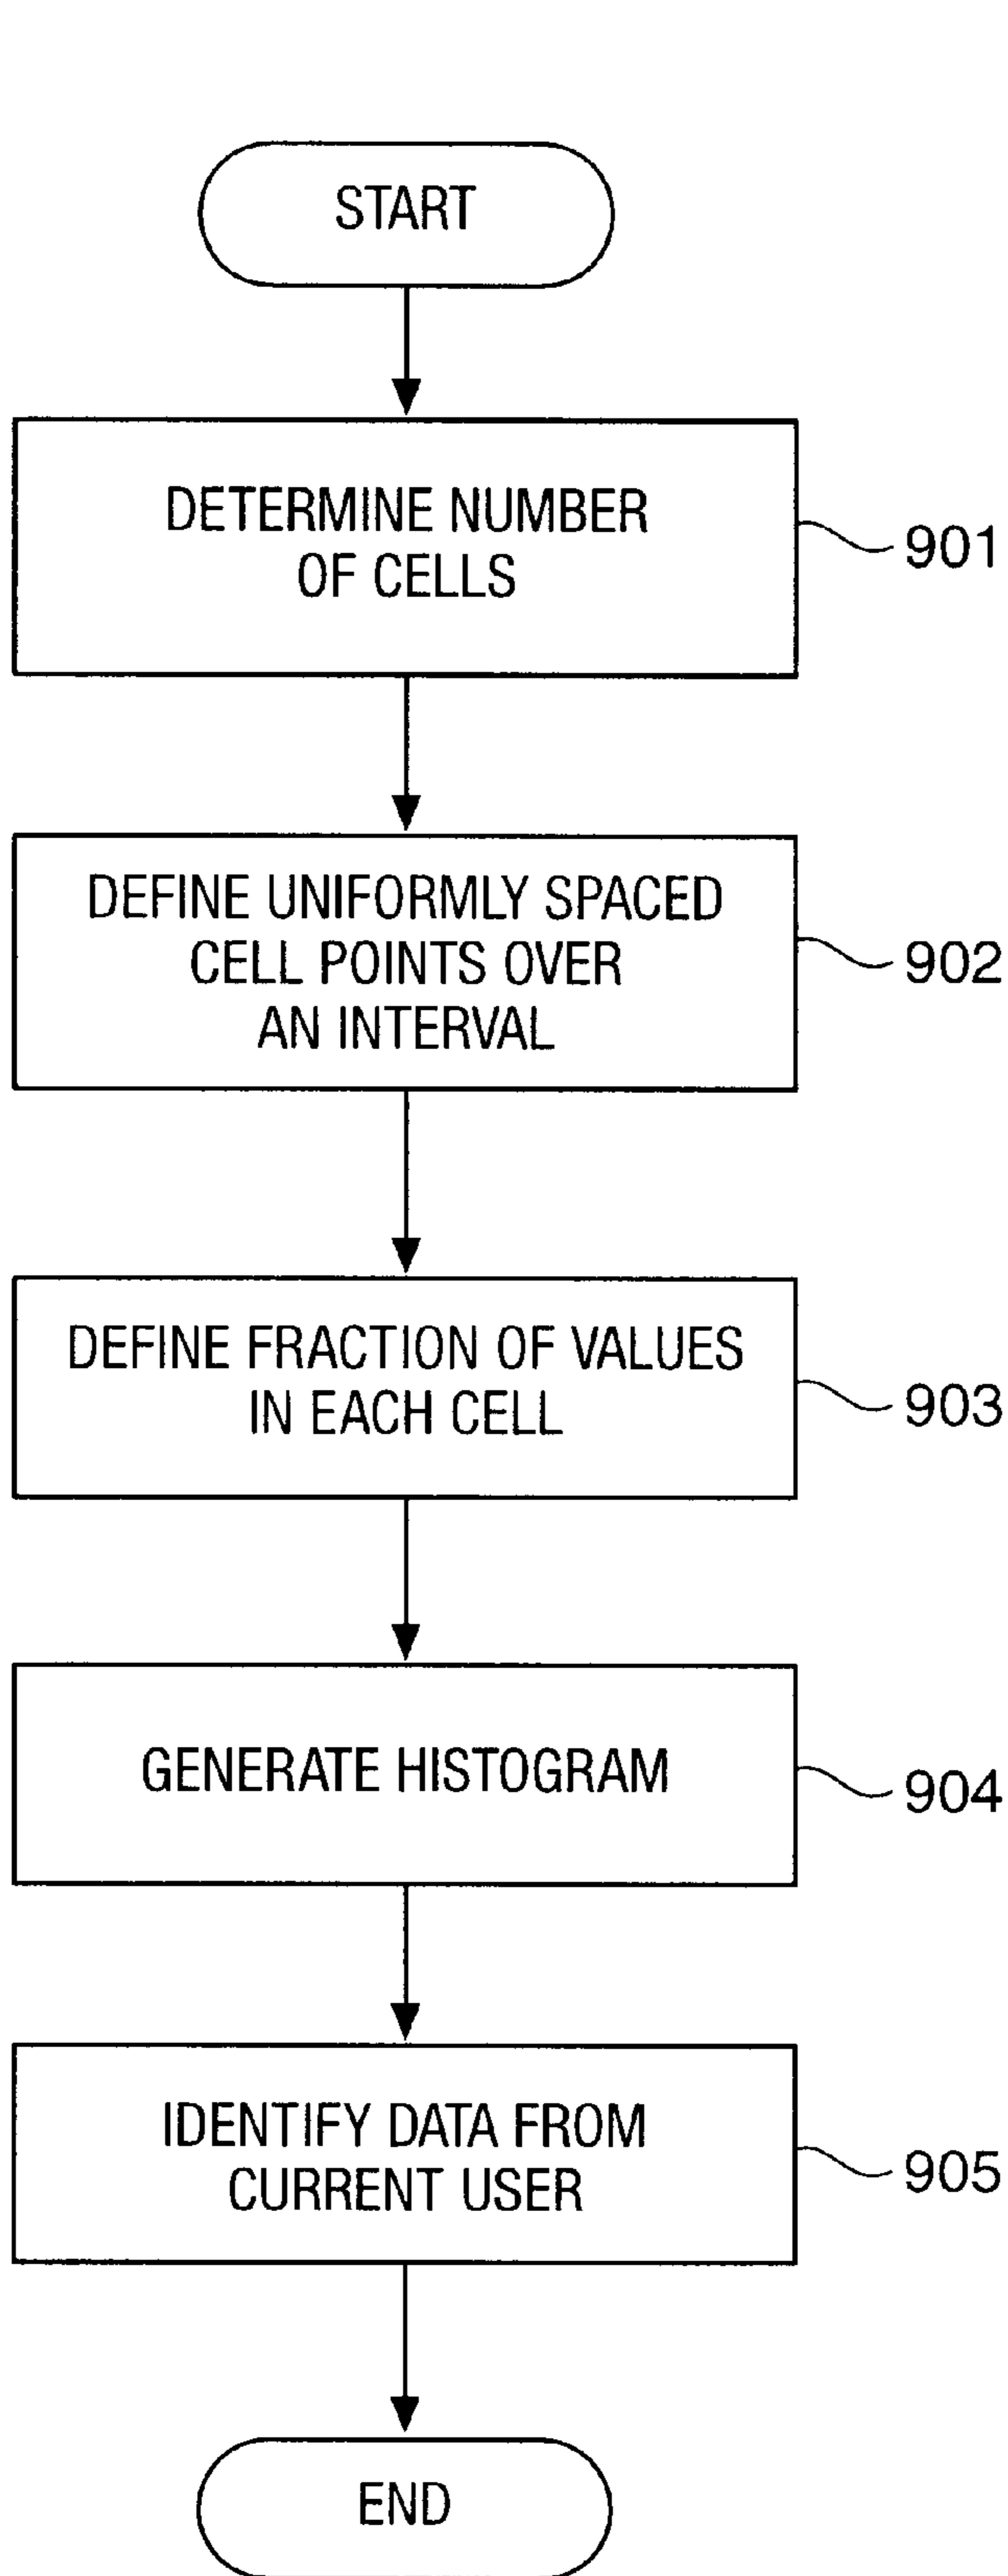 START
DETERMINE NUMBER
OF CELLS
901
DEFINE UNIFORMLY SPACED
CELL POINTS OVER
AN INTERVAL
902
DEFINE FRACTION OF VALUES
IN EACH CELL
903
GENERATE HISTOGRAM
904
IDENTIFY DATA FROM
CURRENT USER
905
END